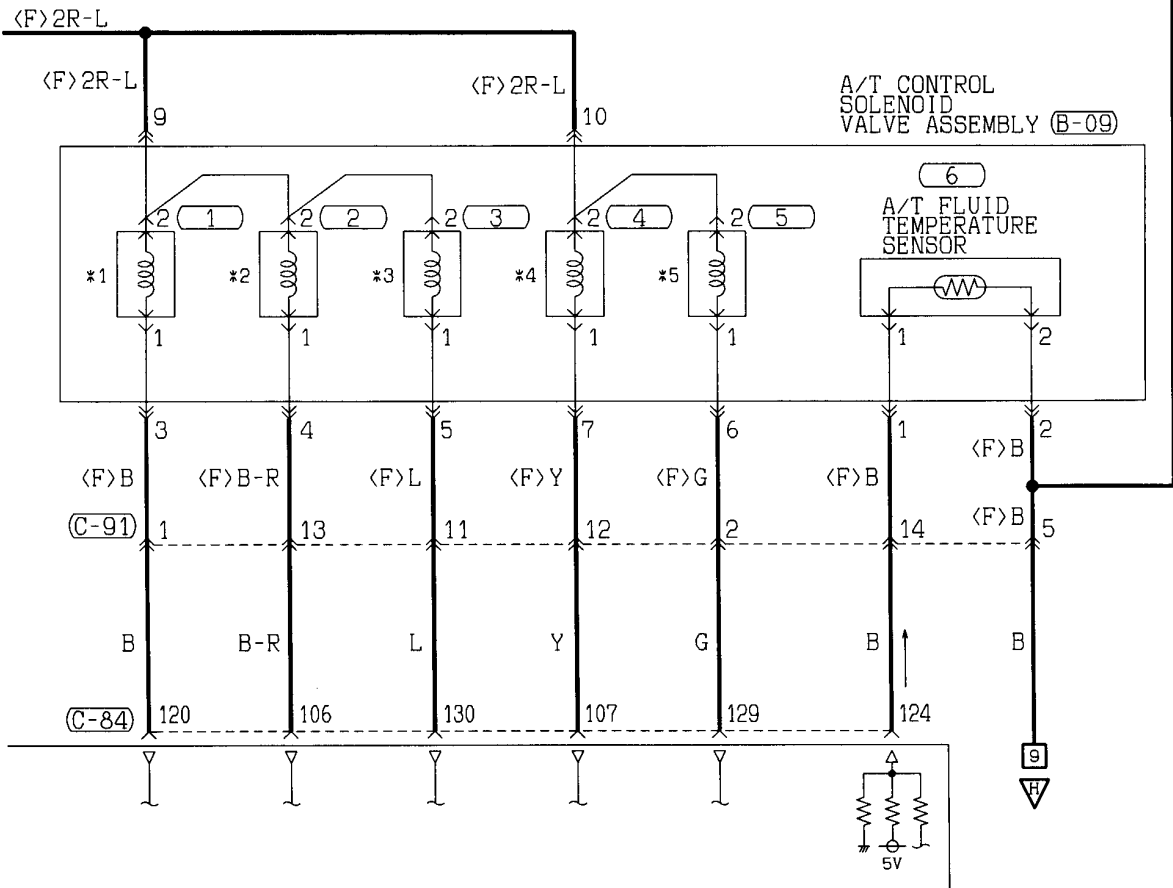 <F>2R-L
<F>2R-L
<F>2R-L
9
10
A/T CONTROL
SOLENOID
VALVE ASSEMBLY (B-09)
6
A/T FLUID
TEMPERATURE
SENSOR
2 1 2 2 2 3 2 4 2 5
*1 *2 *3 *4 *5
1 1 1 1 1 1 2
3 4 5 7 6 1 2
<F>B
<F>B <F>B-R <F>L <F>Y <F>G <F>B
<F>B
(C-91) 1 13 11 12 2 14 5
B B-R L Y G B B
(C-84) 120 106 130 107 129 124
9
H
5V